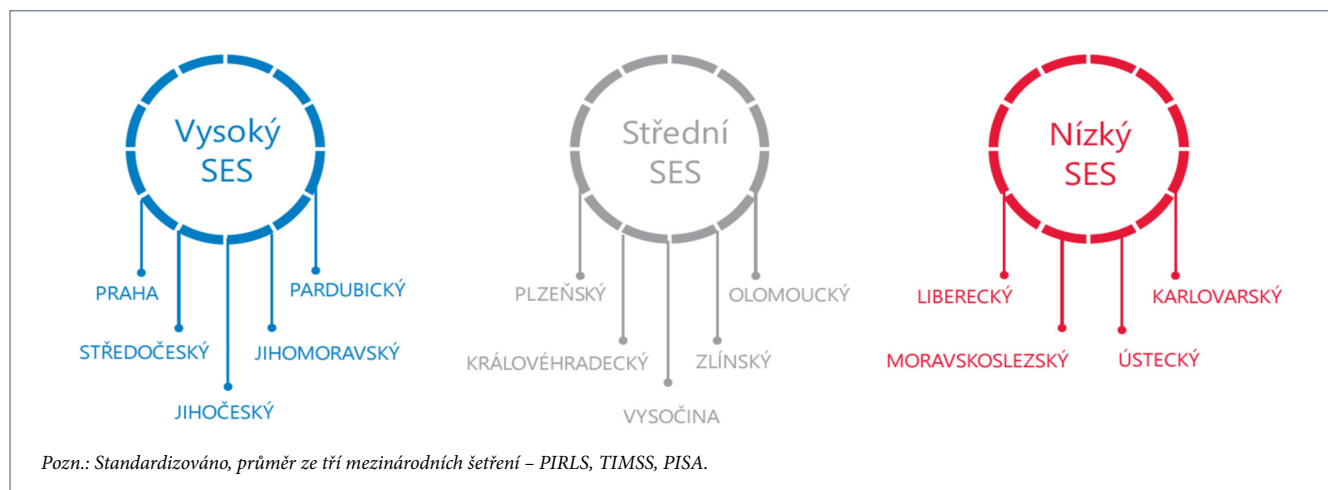 Vysoký
SES
PRAHA
STŘEDOČESKÝ
JIHOČESKÝ
JIHOMORAVSKÝ
PARDUBICKÝ
Střední
SES
PLZEŇSKÝ
KRÁLOVÉHRADECKÝ
VYSOČINA
ZLÍNSKÝ
OLOMOUCKÝ
Nízký
SES
LIBERECKÝ
MORAVSKOSLEZSKÝ
ÚSTECKÝ
KARLOVARSKÝ
Pozn.: Standardizováno, průměr ze tří mezinárodních šetření – PIRLS, TIMSS, PISA.